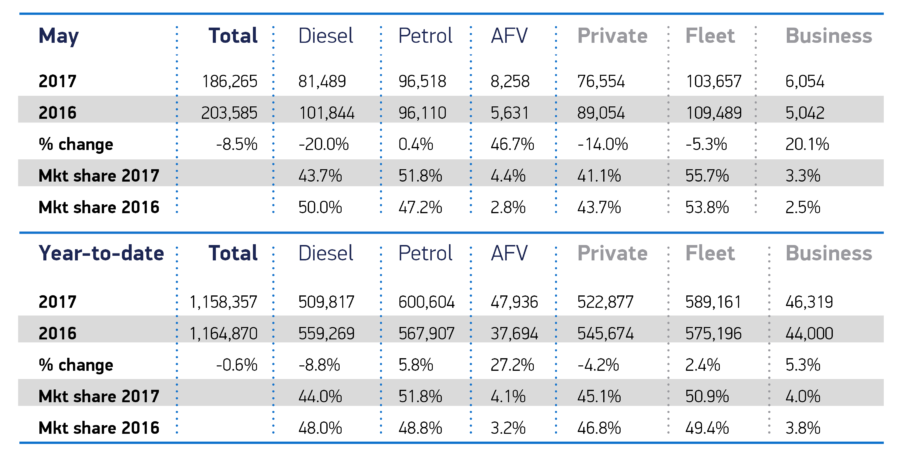 May Total Diesel Petrol AFV Private Fleet Business
2017 186,265 81,489 96,518 8,258 76,554 103,657 6,054
2016 203,585 101,844 96,110 5,631 89,054 109,489 5,042
% change -8.5% -20.0% 0.4% 46.7% -14.0% -5.3% 20.1%
Mkt share 2017 43.7% 51.8% 4.4% 41.1% 55.7% 3.3%
Mkt share 2016 50.0% 47.2% 2.8% 43.7% 53.8% 2.5%
Year-to-date Total Diesel Petrol AFV Private Fleet Business
2017 1,158,357 509,817 600,604 47,936 522,877 589,161 46,319
2016 1,164,870 559,269 567,907 37,694 545,674 575,196 44,000
% change -0.6% -8.8% 5.8% 27.2% -4.2% 2.4% 5.3%
Mkt share 2017 44.0% 51.8% 4.1% 45.1% 50.9% 4.0%
Mkt share 2016 48.0% 48.8% 3.2% 46.8% 49.4% 3.8%